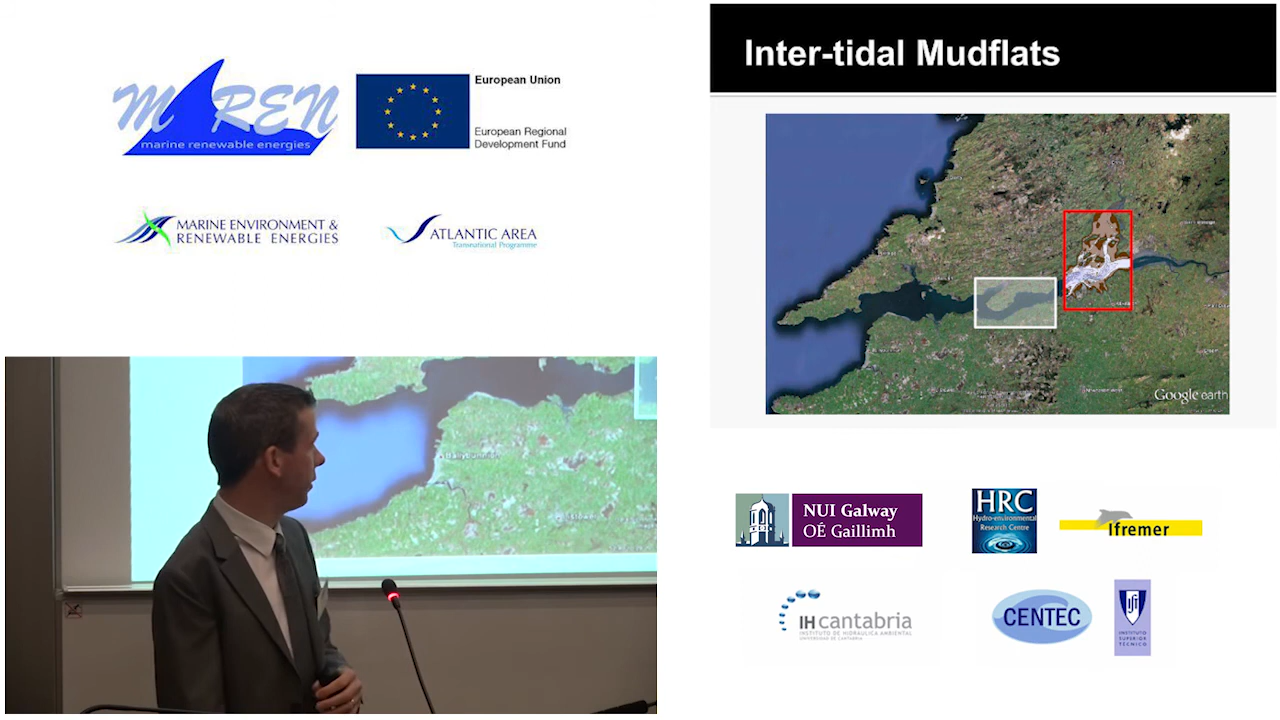 MAREN
marine renewable energies
European Union
European Regional
Development Fund
MARINE ENVIRONMENT &
RENEWABLE ENERGIES
ATLANTIC AREA
Transnational Programme
Inter-tidal Mudflats
Google earth
NUI Galway
OÉ Gaillimh
HRC
Hydro-environmental
Research Centre
Ifremer
IH cantabria
INSTITUTO DE HIDRÁULICA AMBIENTAL
UNIVERSIDAD DE CANTABRIA
CENTEC
INSTITUTO
SUPERIOR
TÉCNICO